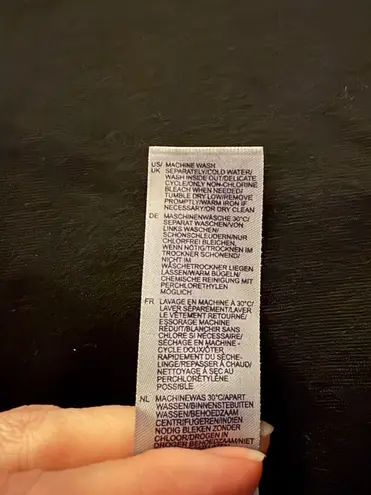 US/ MACHINE WASH
UK SEPARATELY/COLD WATER/
WASH INSIDE OUT/DELICATE
CYCLE/ONLY NON-CHLORINE
BLEACH WHEN NEEDED/
TUMBLE DRY LOW/REMOVE
PROMPTLY/WARM IRON IF
NECESSARY/OR DRY CLEAN
DE MASCHINENWÄSCHE 30°C/
SEPARAT WASCHEN/VON
LINKS WASCHEN/
SCHONSCHLEUDERN/NUR
CHLORFREI BLEICHEN,
WENN NÖTIG/TROCKNEN IM
TROCKNER SCHONEND/
NICHT IM
WÄSCHETROCKNER LIEGEN
LASSEN/WARM BÜGELN/
CHEMISCHE REINIGUNG MIT
PERCHLORETHYLEN
MÖGLICH
FR LAVAGE EN MACHINE À 30°C/
LAVER SÉPARÉMENT/LAVER
LE VÊTEMENT RETOURNÉ/
ESSORAGE MACHINE
RÉDUIT/BLANCHIR SANS
CHLORE SI NÉCESSAIRE/
SÉCHAGE EN MACHINE -
CYCLE DOUX/ÔTER
RAPIDEMENT DU SÈCHE-
LINGE/REPASSER À CHAUD/
NETTOYAGE À SEC AU
PERCHLORÉTYLÈNE
POSSIBLE
NL MACHINEWAS 30°C/APART
WASSEN/BINNENSTEBUITEN
WASSEN/BEHOEDZAAM
CENTRIFUGEREN/INDIEN
NODIG BLEKEN ZONDER
CHLOOR/DROGEN IN
DROGER BEHOEDZAAM/NIET